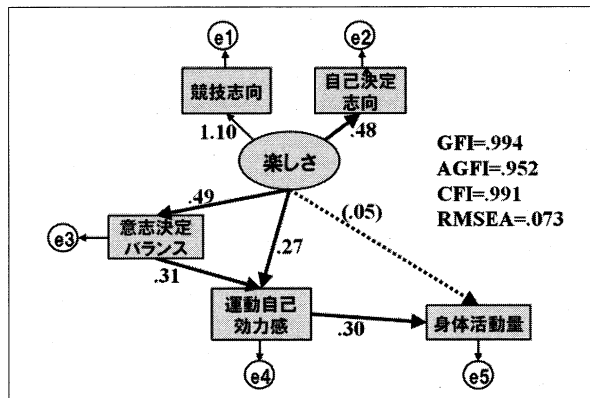 e1
e2
競技志向
自己決定
志向
1.10
.48
楽しさ
GFI=.994
AGFI=.952
CFI=.991
RMSEA=.073
.49
(.05)
e3
意志決定
バランス
.27
.31
運動自己
効力感
.30
身体活動量
e4
e5